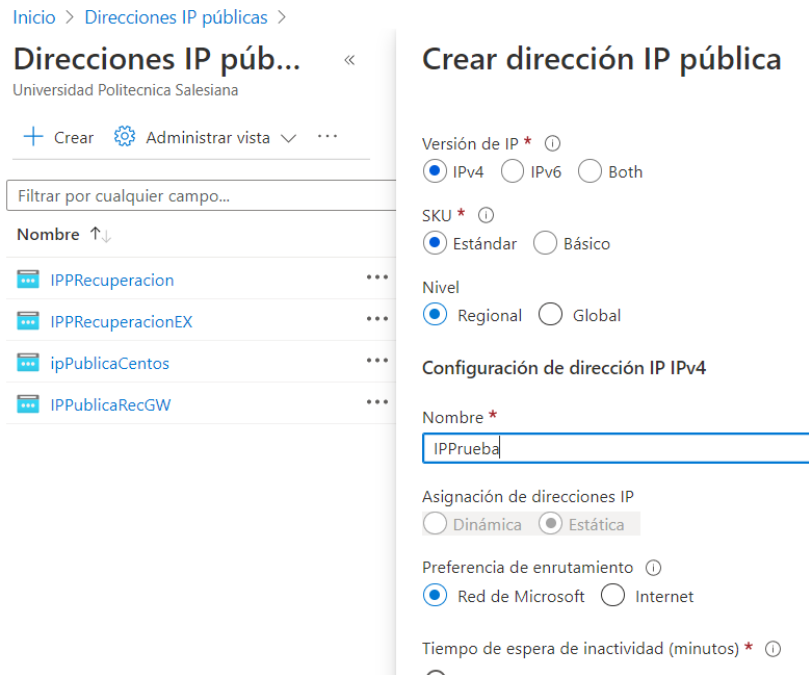 Inicio > Direcciones IP públicas >
Direcciones IP púb... «
Universidad Politecnica Salesiana
+ Crear Administrar vista ...
Filtrar por cualquier campo...
Nombre ↑↓
IPPRecuperacion ...
IPPRecuperacionEX ...
ipPublicaCentos ...
IPPublicaRecGW ...
Crear dirección IP pública
Versión de IP *
IPv4 IPv6 Both
SKU *
Estándar Básico
Nivel
Regional Global
Configuración de dirección IP IPv4
Nombre *
IPPrueba
Asignación de direcciones IP
Dinámica Estática
Preferencia de enrutamiento
Red de Microsoft Internet
Tiempo de espera de inactividad (minutos) *